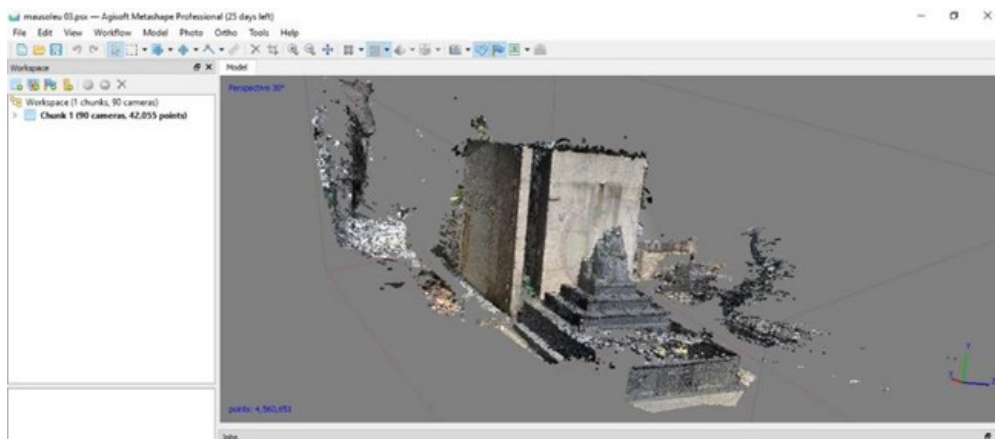 mausoleu 03.psx — Agisoft Metashape Professional (25 days left)
File Edit View Workflow Model Photo Ortho Tools Help
Workspace
Model
Workspace (1 chunks, 90 cameras)
Chunk 1 (90 cameras, 42,055 points)
Perspective 30°
X
Y
points: 4,560,651
Jobs